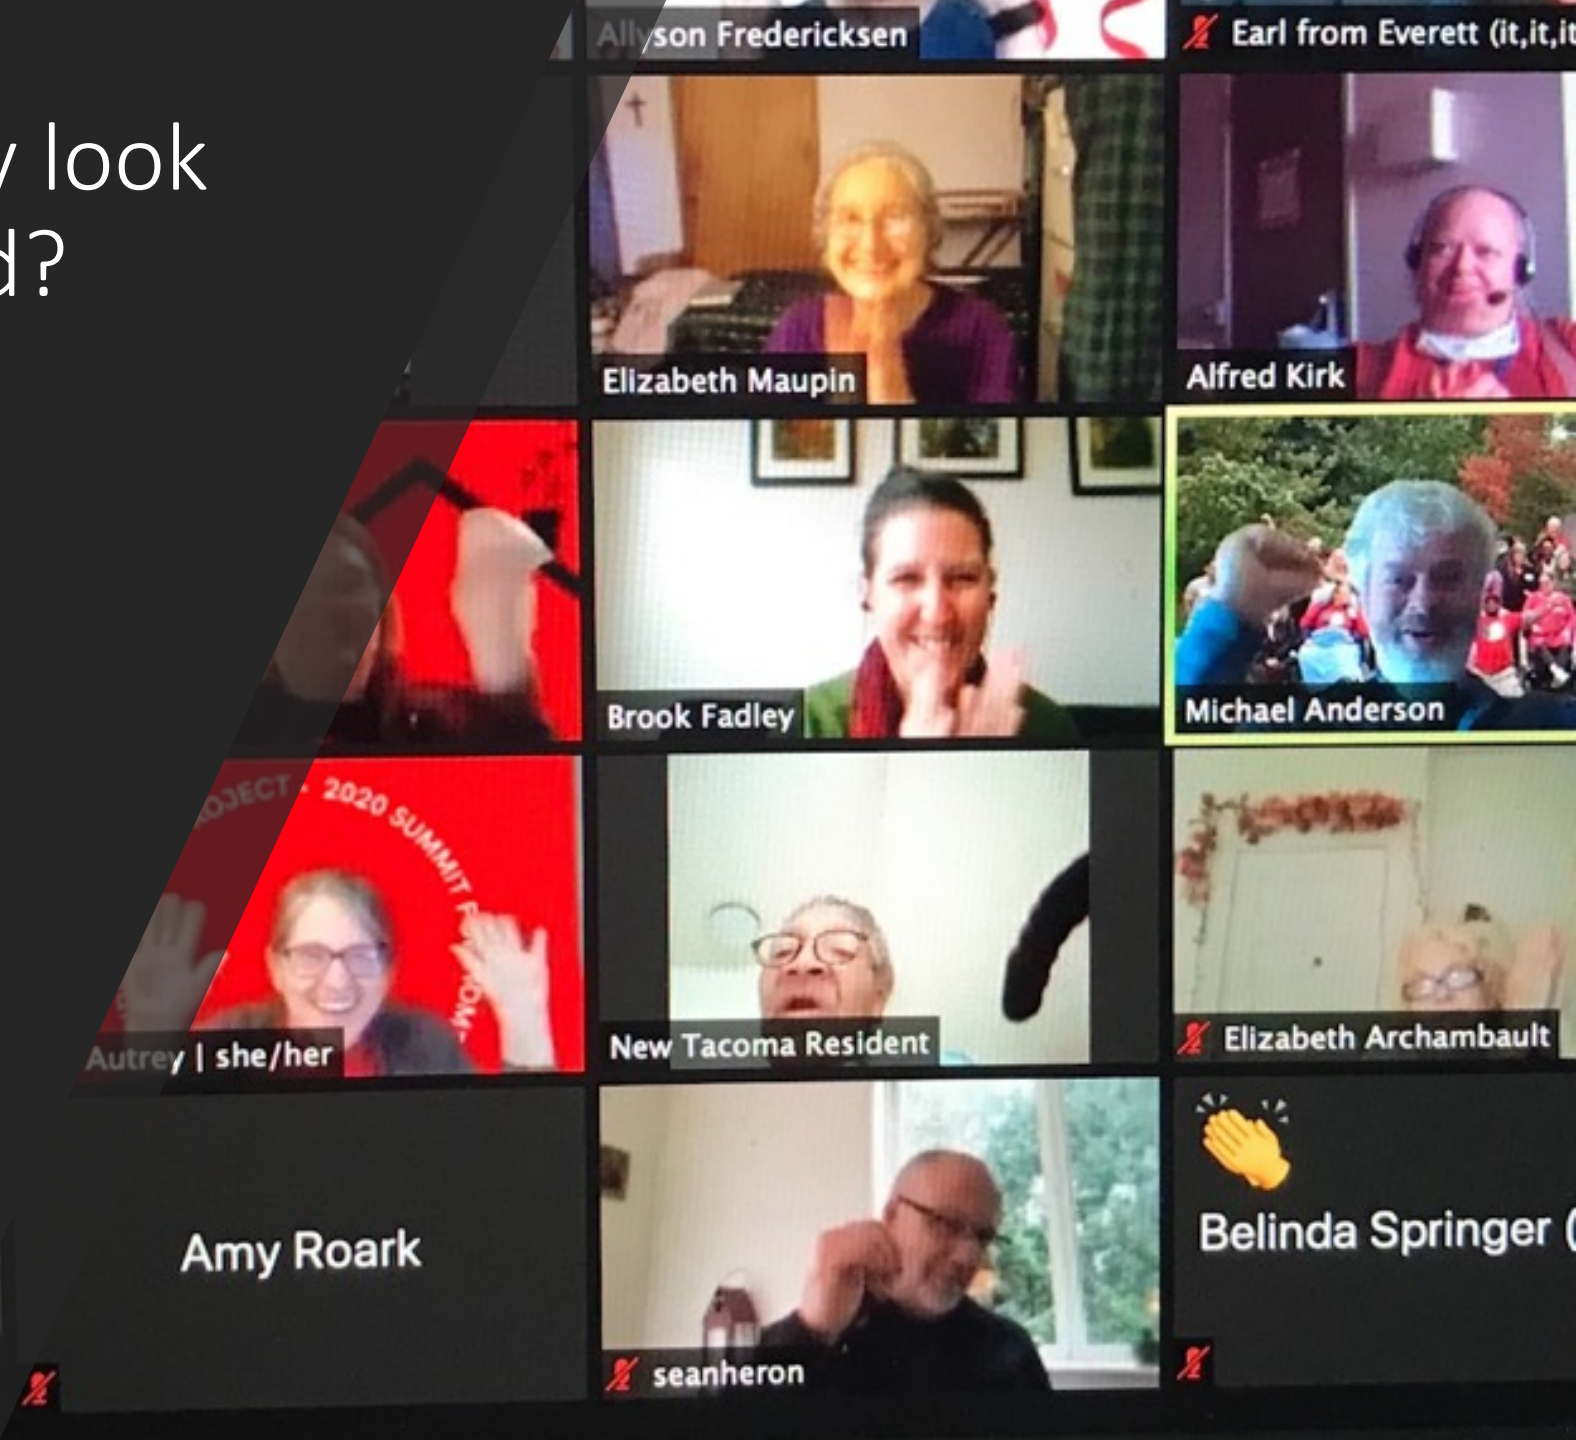 look
Allyson Fredericksen
Earl from Everett (it,it,it
Elizabeth Maupin
Alfred Kirk
Brook Fadley
Michael Anderson
2020 SUMMIT
Autrey | she/her
New Tacoma Resident
Elizabeth Archambault
Amy Roark
seanheron
Belinda Springer (